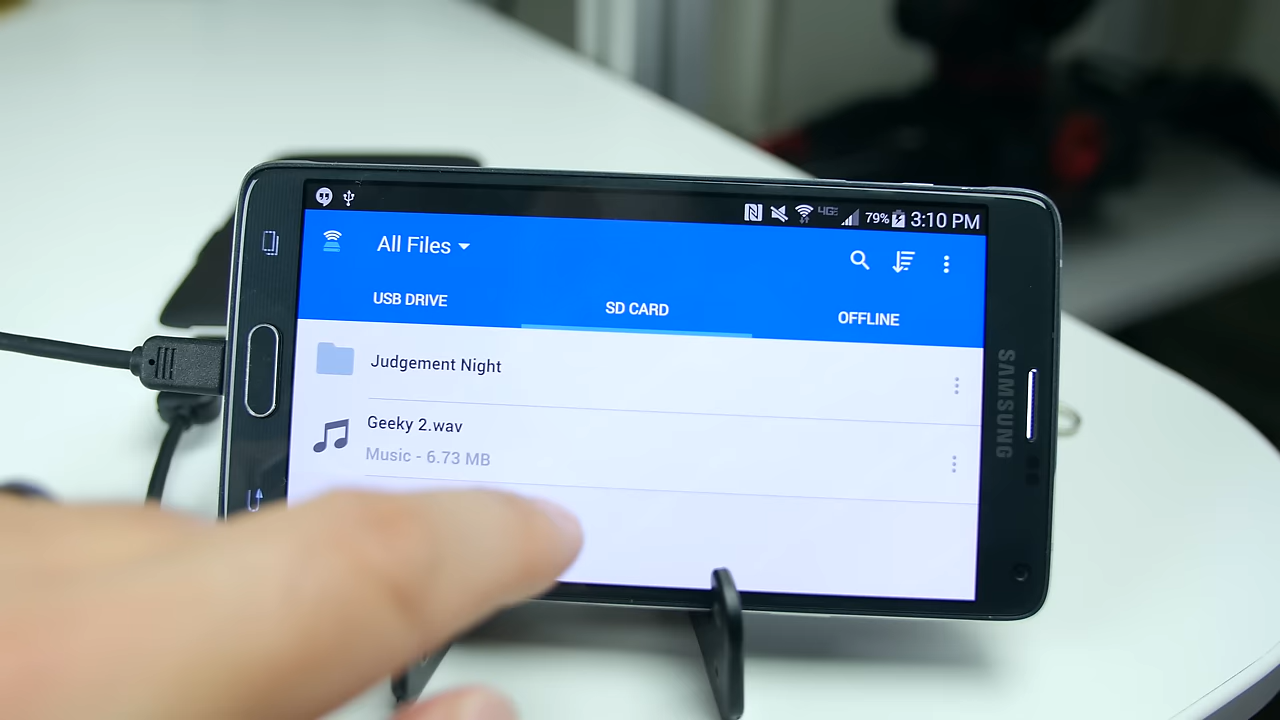 4G 79% 3:10 PM
All Files
USB DRIVE SD CARD OFFLINE
Judgement Night
Geeky 2.wav
Music - 6.73 MB
SAMSUNG